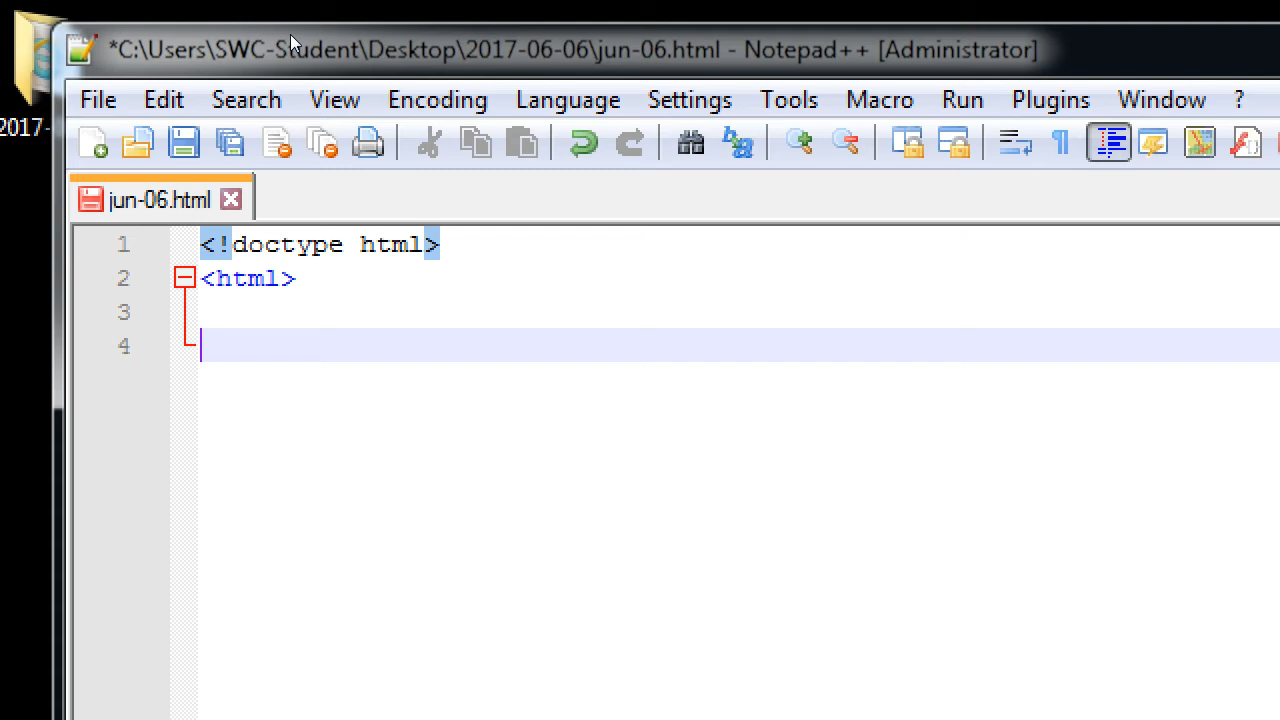 *C:\Users\SWC-Student\Desktop\2017-06-06\jun-06.html - Notepad++ [Administrator]
File Edit Search View Encoding Language Settings Tools Macro Run Plugins Window ?
2017-
jun-06.html
1 <!doctype html>
2 <html>
3
4